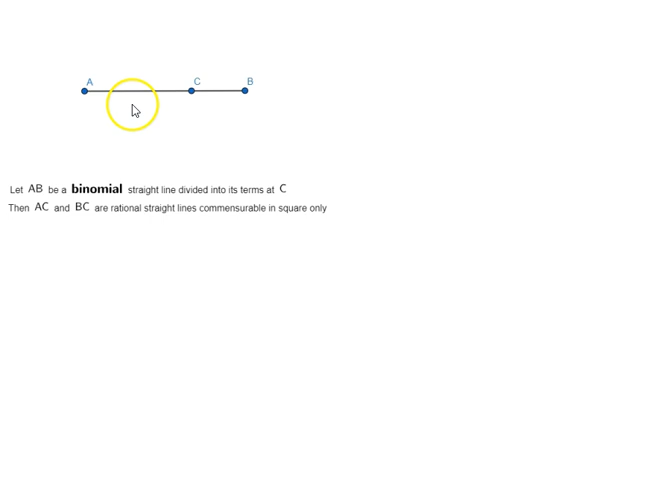 A C B
Let AB be a binomial straight line divided into its terms at C
Then AC and BC are rational straight lines commensurable in square only